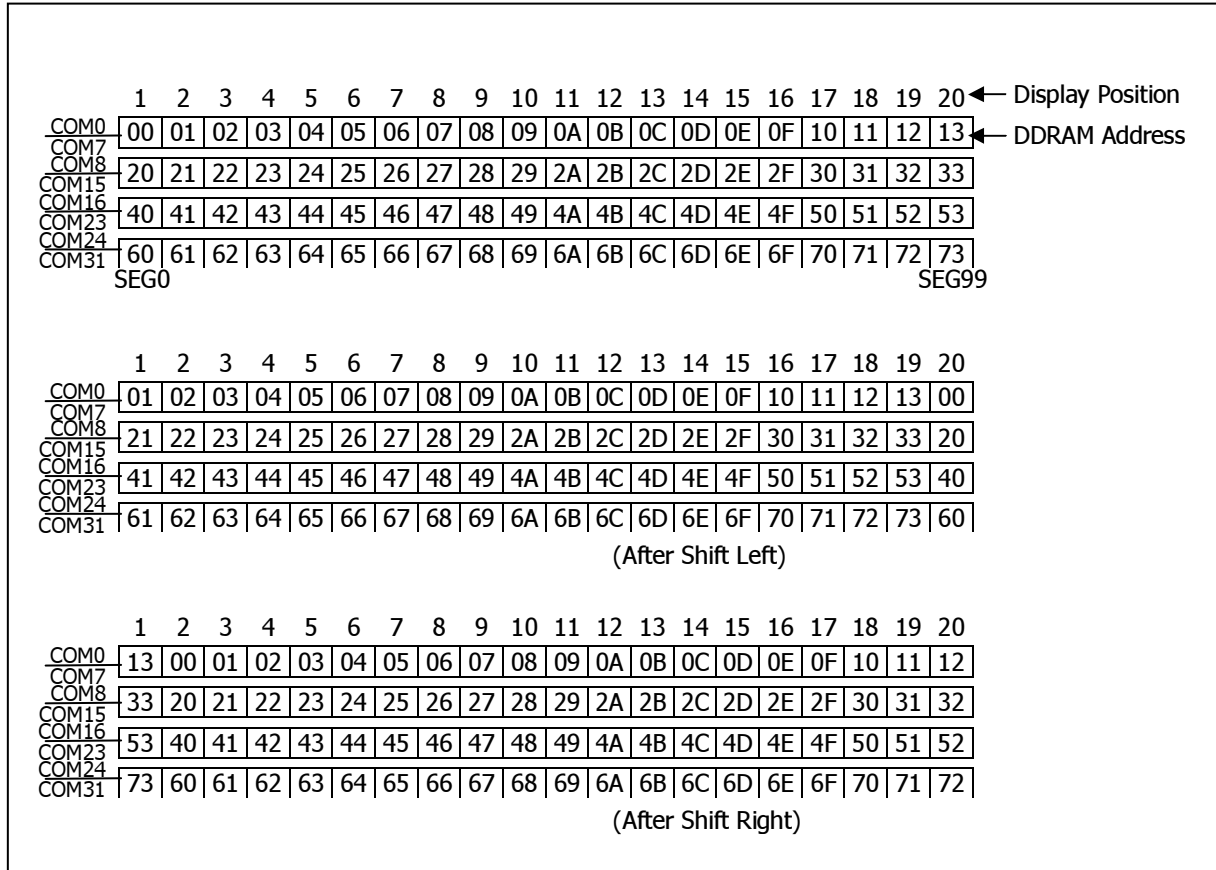 1 2 3 4 5 6 7 8 9 10 11 12 13 14 15 16 17 18 19 20 Display Position
COM0 00 01 02 03 04 05 06 07 08 09 0A 0B 0C 0D 0E 0F 10 11 12 13 DDRAM Address
COM7
COM8 20 21 22 23 24 25 26 27 28 29 2A 2B 2C 2D 2E 2F 30 31 32 33
COM15
COM16 40 41 42 43 44 45 46 47 48 49 4A 4B 4C 4D 4E 4F 50 51 52 53
COM23
COM24 60 61 62 63 64 65 66 67 68 69 6A 6B 6C 6D 6E 6F 70 71 72 73
COM31
SEG0 SEG99
1 2 3 4 5 6 7 8 9 10 11 12 13 14 15 16 17 18 19 20
COM0 01 02 03 04 05 06 07 08 09 0A 0B 0C 0D 0E 0F 10 11 12 13 00
COM7
COM8 21 22 23 24 25 26 27 28 29 2A 2B 2C 2D 2E 2F 30 31 32 33 20
COM15
COM16 41 42 43 44 45 46 47 48 49 4A 4B 4C 4D 4E 4F 50 51 52 53 40
COM23
COM24 61 62 63 64 65 66 67 68 69 6A 6B 6C 6D 6E 6F 70 71 72 73 60
COM31
(After Shift Left)
1 2 3 4 5 6 7 8 9 10 11 12 13 14 15 16 17 18 19 20
COM0 13 00 01 02 03 04 05 06 07 08 09 0A 0B 0C 0D 0E 0F 10 11 12
COM7
COM8 33 20 21 22 23 24 25 26 27 28 29 2A 2B 2C 2D 2E 2F 30 31 32
COM15
COM16 53 40 41 42 43 44 45 46 47 48 49 4A 4B 4C 4D 4E 4F 50 51 52
COM23
COM24 73 60 61 62 63 64 65 66 67 68 69 6A 6B 6C 6D 6E 6F 70 71 72
COM31
(After Shift Right)